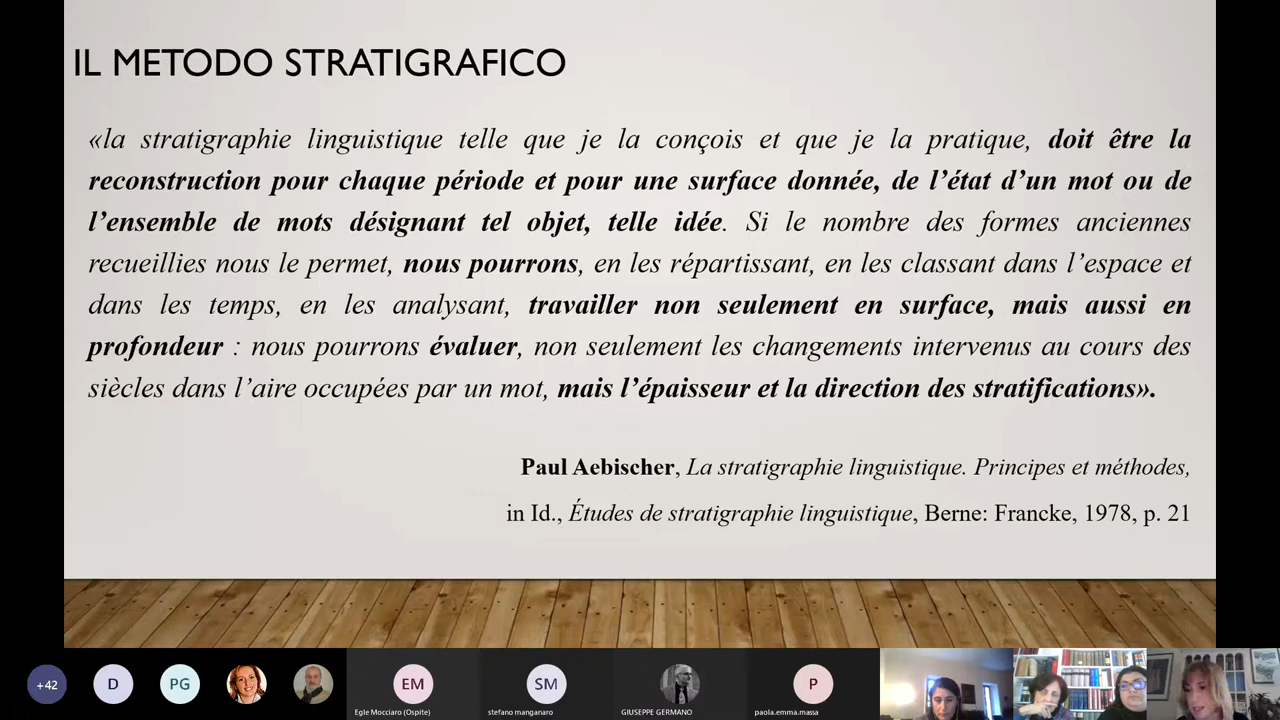 IL METODO STRATIGRAFICO
«la stratigraphie linguistique telle que je la conçois et que je la pratique, doit être la
reconstruction pour chaque période et pour une surface donnée, de l’état d’un mot ou de
l’ensemble de mots désignant tel objet, telle idée. Si le nombre des formes anciennes
recueillies nous le permet, nous pourrons, en les répartissant, en les classant dans l’espace et
dans les temps, en les analysant, travailler non seulement en surface, mais aussi en
profondeur : nous pourrons évaluer, non seulement les changements intervenus au cours des
siècles dans l’aire occupées par un mot, mais l’épaisseur et la direction des stratifications».
Paul Aebischer, La stratigraphie linguistique. Principes et méthodes,
in Id., Études de stratigraphie linguistique, Berne: Francke, 1978, p. 21
+42 D PG EM SM P
Egle Mocciaro (Ospite) stefano manganaro GIUSEPPE GERMANO paola.emma.massa